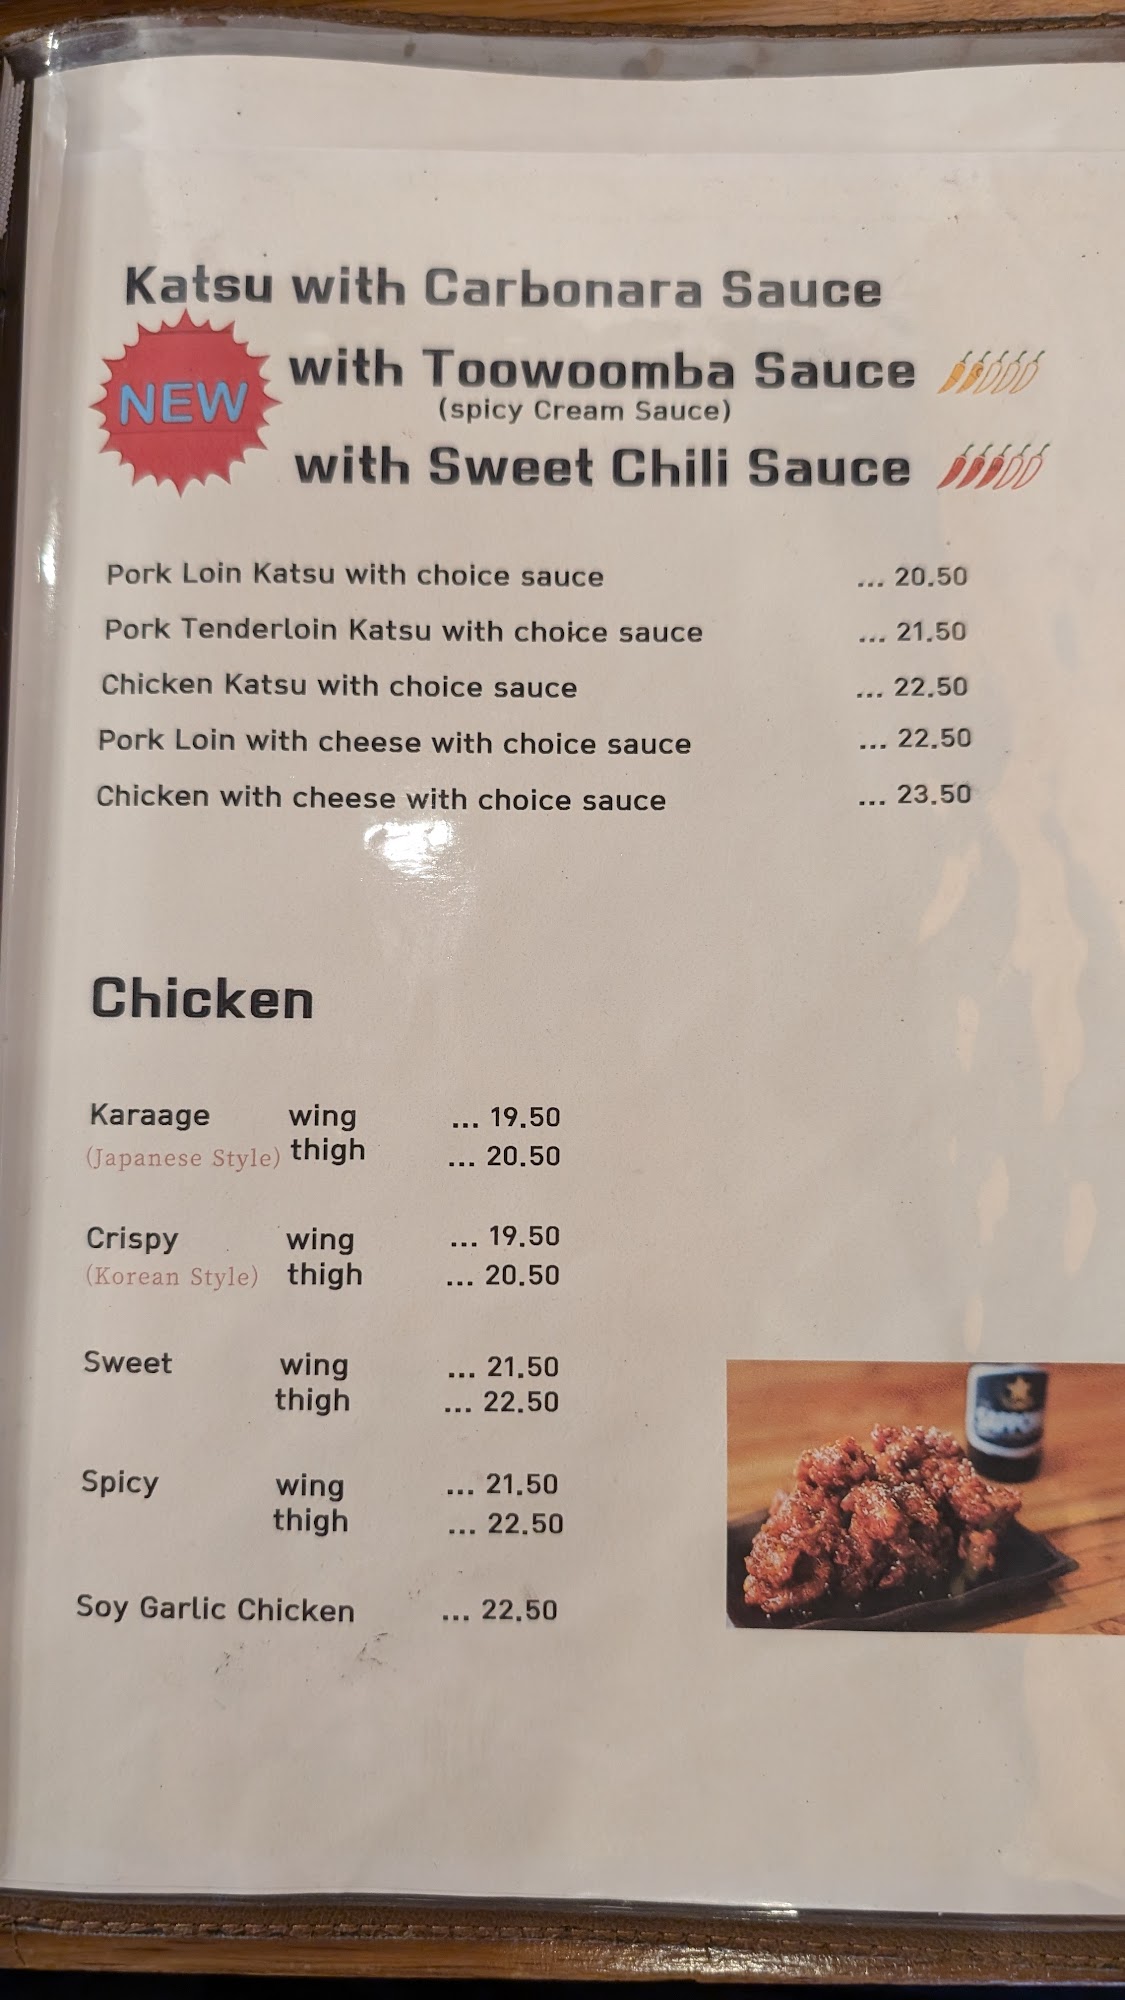 Katsu with Carbonara Sauce
NEW
with Toowoomba Sauce
(spicy Cream Sauce)
with Sweet Chili Sauce
Pork Loin Katsu with choice sauce ... 20.50
Pork Tenderloin Katsu with choice sauce ... 21.50
Chicken Katsu with choice sauce ... 22.50
Pork Loin with cheese with choice sauce ... 22.50
Chicken with cheese with choice sauce ... 23.50
Chicken
Karaage wing ... 19.50
(Japanese Style) thigh ... 20.50
Crispy wing ... 19.50
(Korean Style) thigh ... 20.50
Sweet wing ... 21.50
thigh ... 22.50
Spicy wing ... 21.50
thigh ... 22.50
SAPPORO
Soy Garlic Chicken ... 22.50